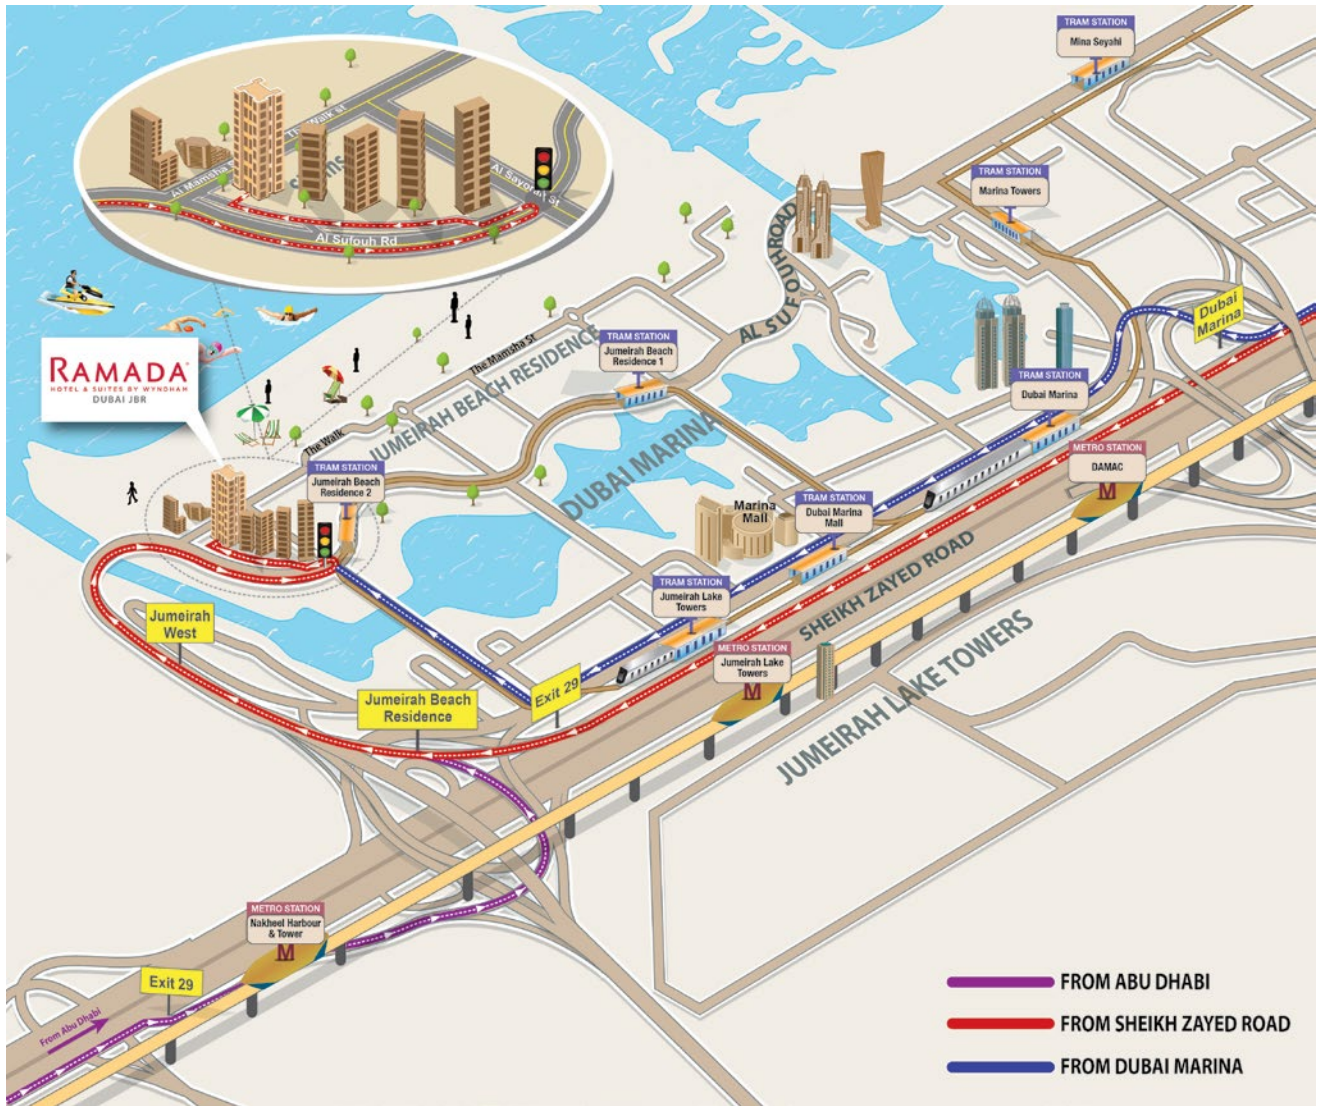 TRAM STATION
Mina Seyahi
The Walk st
Al Mamsha
Al Sufouh Rd
TRAM STATION
Marina Towers
AL SUFOUH ROAD
Dubai
Marina
RAMADA
HOTEL & SUITES BY WYNDHAM
DUBAI JBR
The Mamsha St
JUMEIRAH BEACH RESIDENCE
The Walk
TRAM STATION
Jumeirah Beach
Residence 1
TRAM STATION
Dubai Marina
DUBAI MARINA
METRO STATION
DAMAC
M
TRAM STATION
Jumeirah Beach
Residence 2
Marina
Mall
TRAM STATION
Dubai Marina
Mall
SHEIKH ZAYED ROAD
TRAM STATION
Jumeirah Lake
Towers
METRO STATION
Jumeirah Lake
Towers
M
JUMEIRAH LAKE TOWERS
Jumeirah
West
Jumeirah Beach
Residence
Exit 29
METRO STATION
Nakheel Harbour
& Tower
M
Exit 29
From Abu Dhabi
FROM ABU DHABI
FROM SHEIKH ZAYED ROAD
FROM DUBAI MARINA